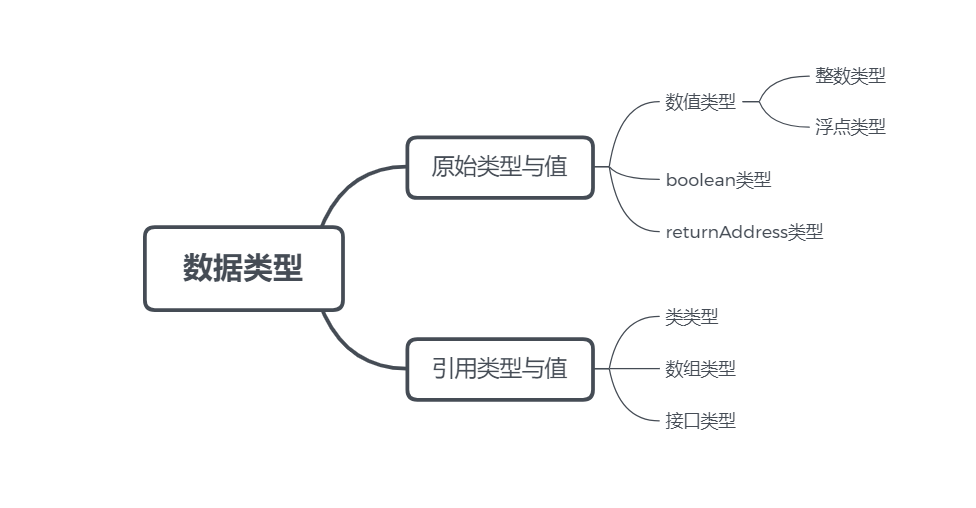 数据类型
原始类型与值
数值类型
整数类型
浮点类型
boolean类型
returnAddress类型
引用类型与值
类类型
数组类型
接口类型